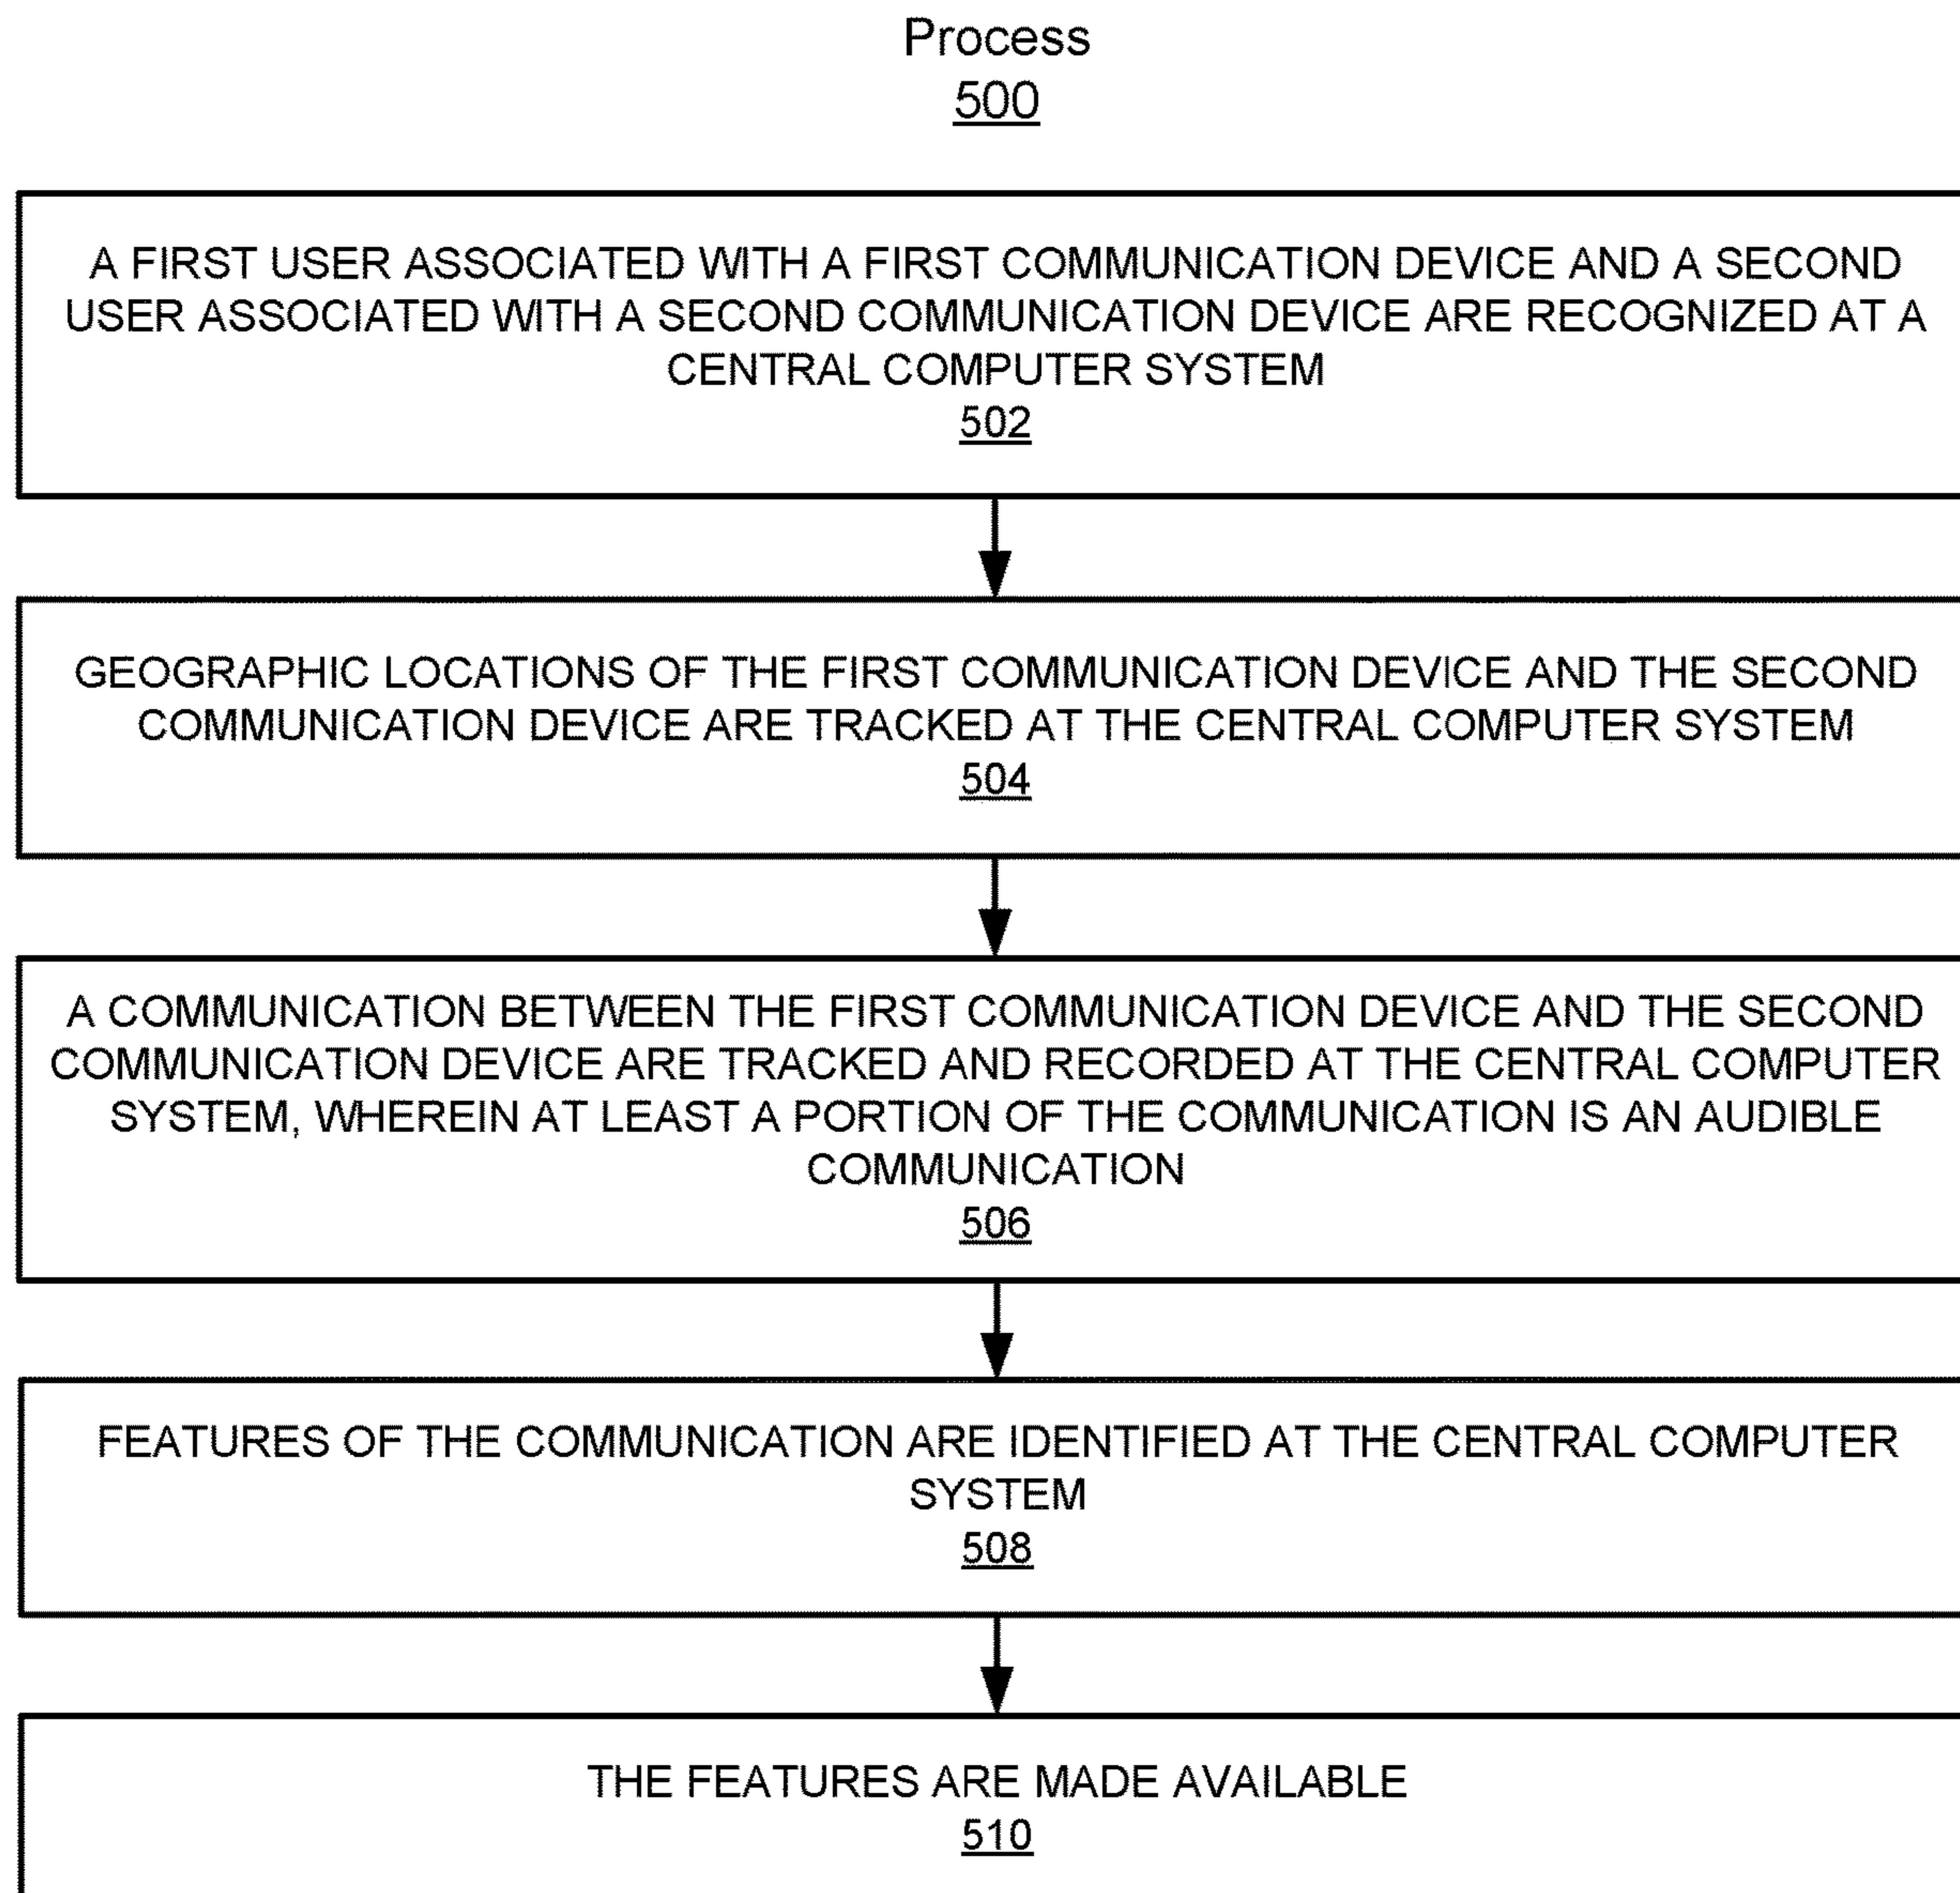 Process
500
A FIRST USER ASSOCIATED WITH A FIRST COMMUNICATION DEVICE AND A SECOND
USER ASSOCIATED WITH A SECOND COMMUNICATION DEVICE ARE RECOGNIZED AT A
CENTRAL COMPUTER SYSTEM
502
GEOGRAPHIC LOCATIONS OF THE FIRST COMMUNICATION DEVICE AND THE SECOND
COMMUNICATION DEVICE ARE TRACKED AT THE CENTRAL COMPUTER SYSTEM
504
A COMMUNICATION BETWEEN THE FIRST COMMUNICATION DEVICE AND THE SECOND
COMMUNICATION DEVICE ARE TRACKED AND RECORDED AT THE CENTRAL COMPUTER
SYSTEM, WHEREIN AT LEAST A PORTION OF THE COMMUNICATION IS AN AUDIBLE
COMMUNICATION
506
FEATURES OF THE COMMUNICATION ARE IDENTIFIED AT THE CENTRAL COMPUTER
SYSTEM
508
THE FEATURES ARE MADE AVAILABLE
510